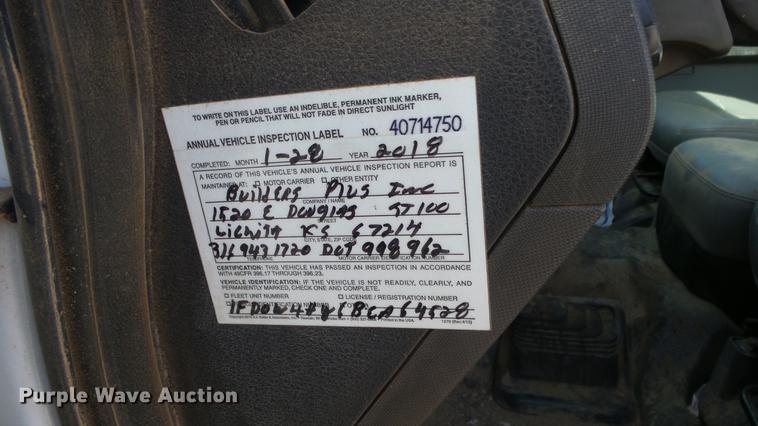 TO WRITE ON THIS LABEL USE AN INDELIBLE, PERMANENT INK MARKER,
PEN OR PENCIL THAT WILL NOT FADE IN DIRECT SUNLIGHT
ANNUAL VEHICLE INSPECTION LABEL NO. 40714750
COMPLETED: MONTH 1-28 YEAR 2018
A RECORD OF THIS VEHICLE'S ANNUAL VEHICLE INSPECTION REPORT IS
MAINTAINED AT: ☐ MOTOR CARRIER ☐ OTHER ENTITY
Builders Plus Inc
COMPANY / NAME
1520 E Douglas ST 100
STREET
Wichita KS 67214
CITY, STATE, ZIP CODE
316 943 1720 DOT 998962
TELEPHONE MOTOR CARRIER IDENTIFICATION NUMBER
CERTIFICATION: THIS VEHICLE HAS PASSED AN INSPECTION IN ACCORDANCE
WITH 49CFR 396.17 THROUGH 396.23.
VEHICLE IDENTIFICATION: IF THE VEHICLE IS NOT READILY, CLEARLY, AND
PERMANENTLY MARKED, CHECK ONE AND COMPLETE.
☐ FLEET UNIT NUMBER ☐ LICENSE / REGISTRATION NUMBER
Purple Wave Auction